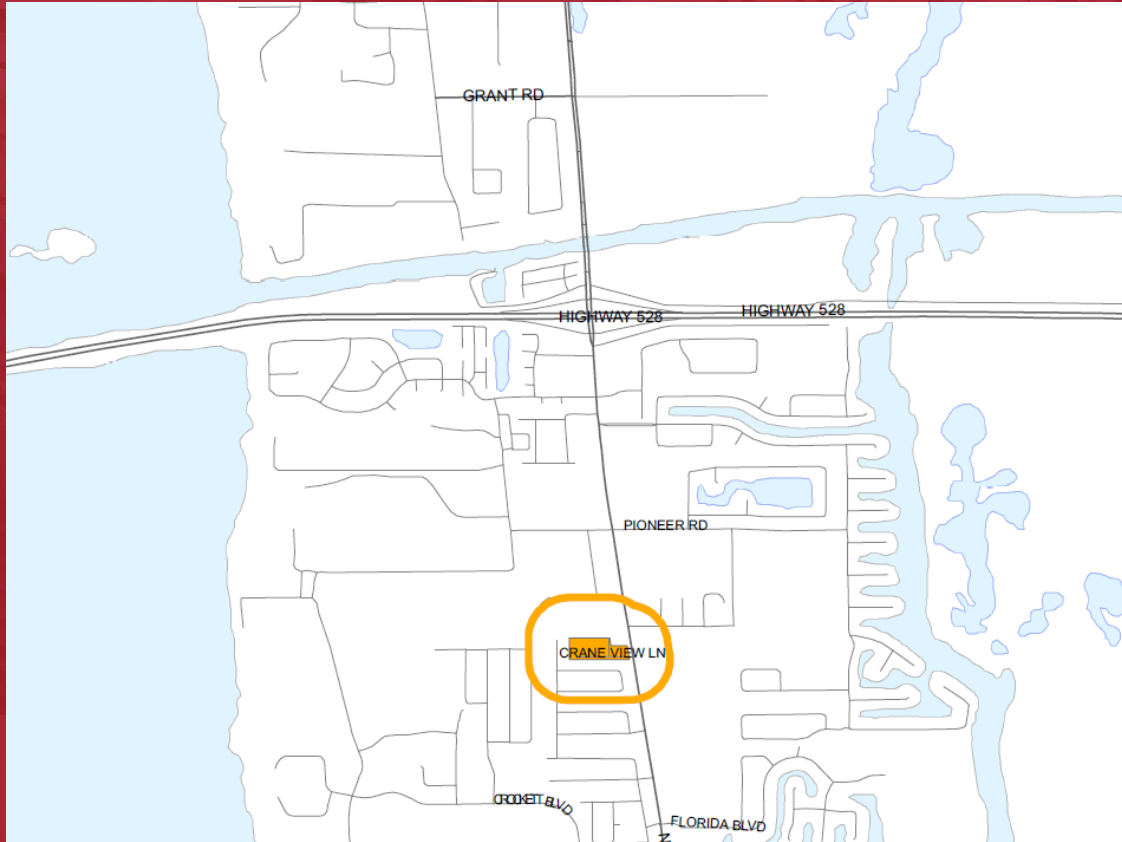 GRANT RD
HIGHWAY 528
HIGHWAY 528
PIONEER RD
CRANE VIEW LN
CROCKETT BLVD
FLORIDA BLVD
N